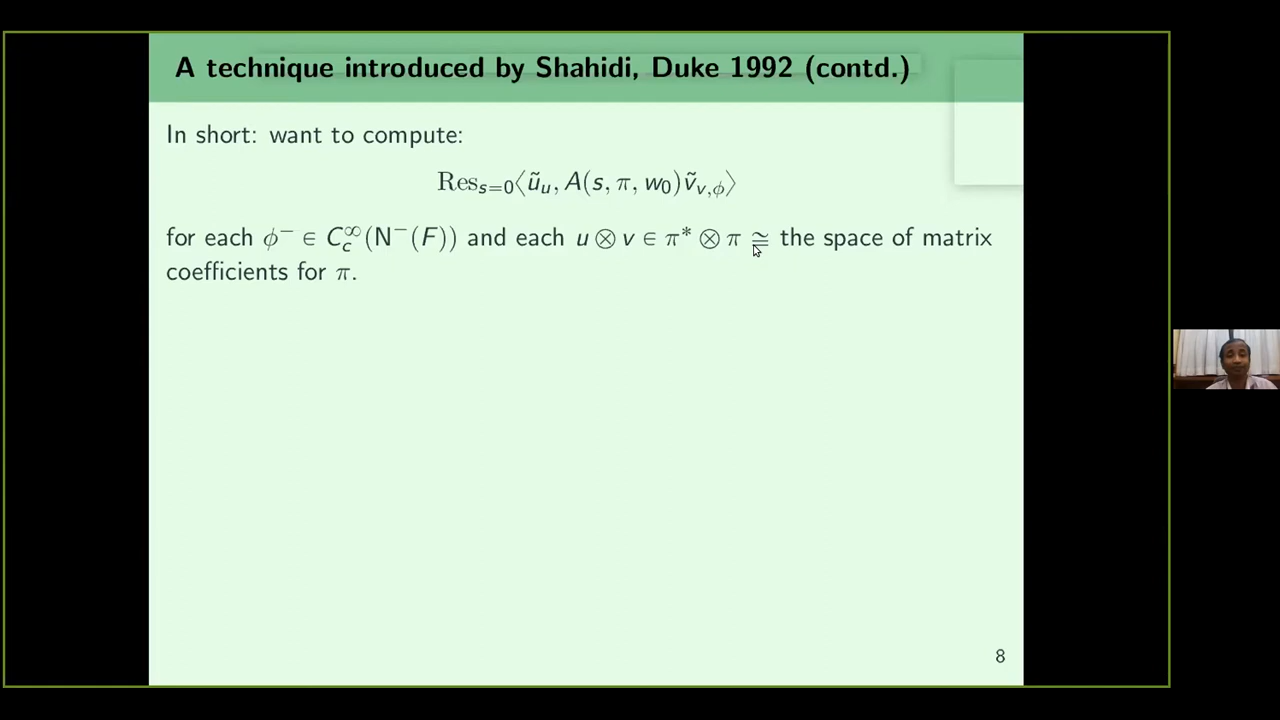 A technique introduced by Shahidi, Duke 1992 (contd.)
In short: want to compute:
Res_{s=0}⟨ũ_u, A(s, π, w_0)ṽ_{v,ϕ}⟩
for each ϕ⁻ ∈ C_c^∞(N⁻(F)) and each u ⊗ v ∈ π* ⊗ π ≅ the space of matrix
coefficients for π.
8